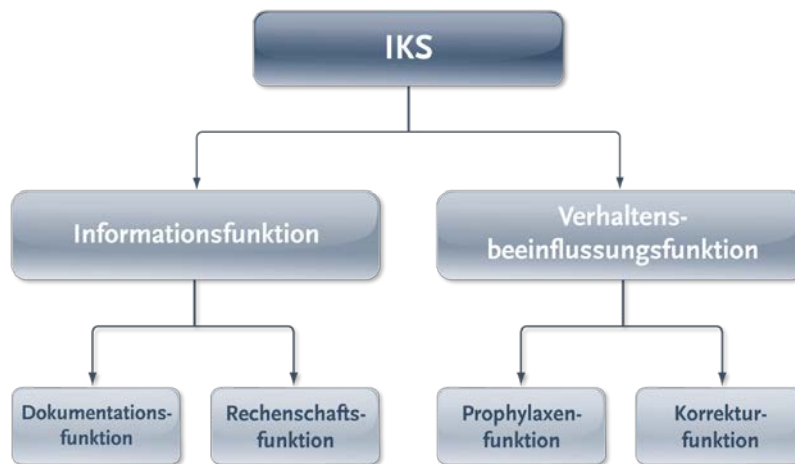 IKS
Informationsfunktion
Verhaltens-
beeinflussungsfunktion
Dokumentations-
funktion
Rechenschafts-
funktion
Prophylaxen-
funktion
Korrektur-
funktion